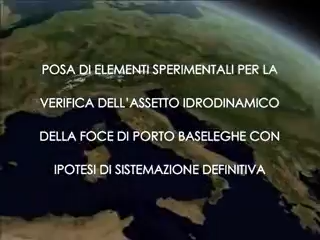 POSA DI ELEMENTI SPERIMENTALI PER LA
VERIFICA DELL'ASSETTO IDRODINAMICO
DELLA FOCE DI PORTO BASELEGHE CON
IPOTESI DI SISTEMAZIONE DEFINITIVA